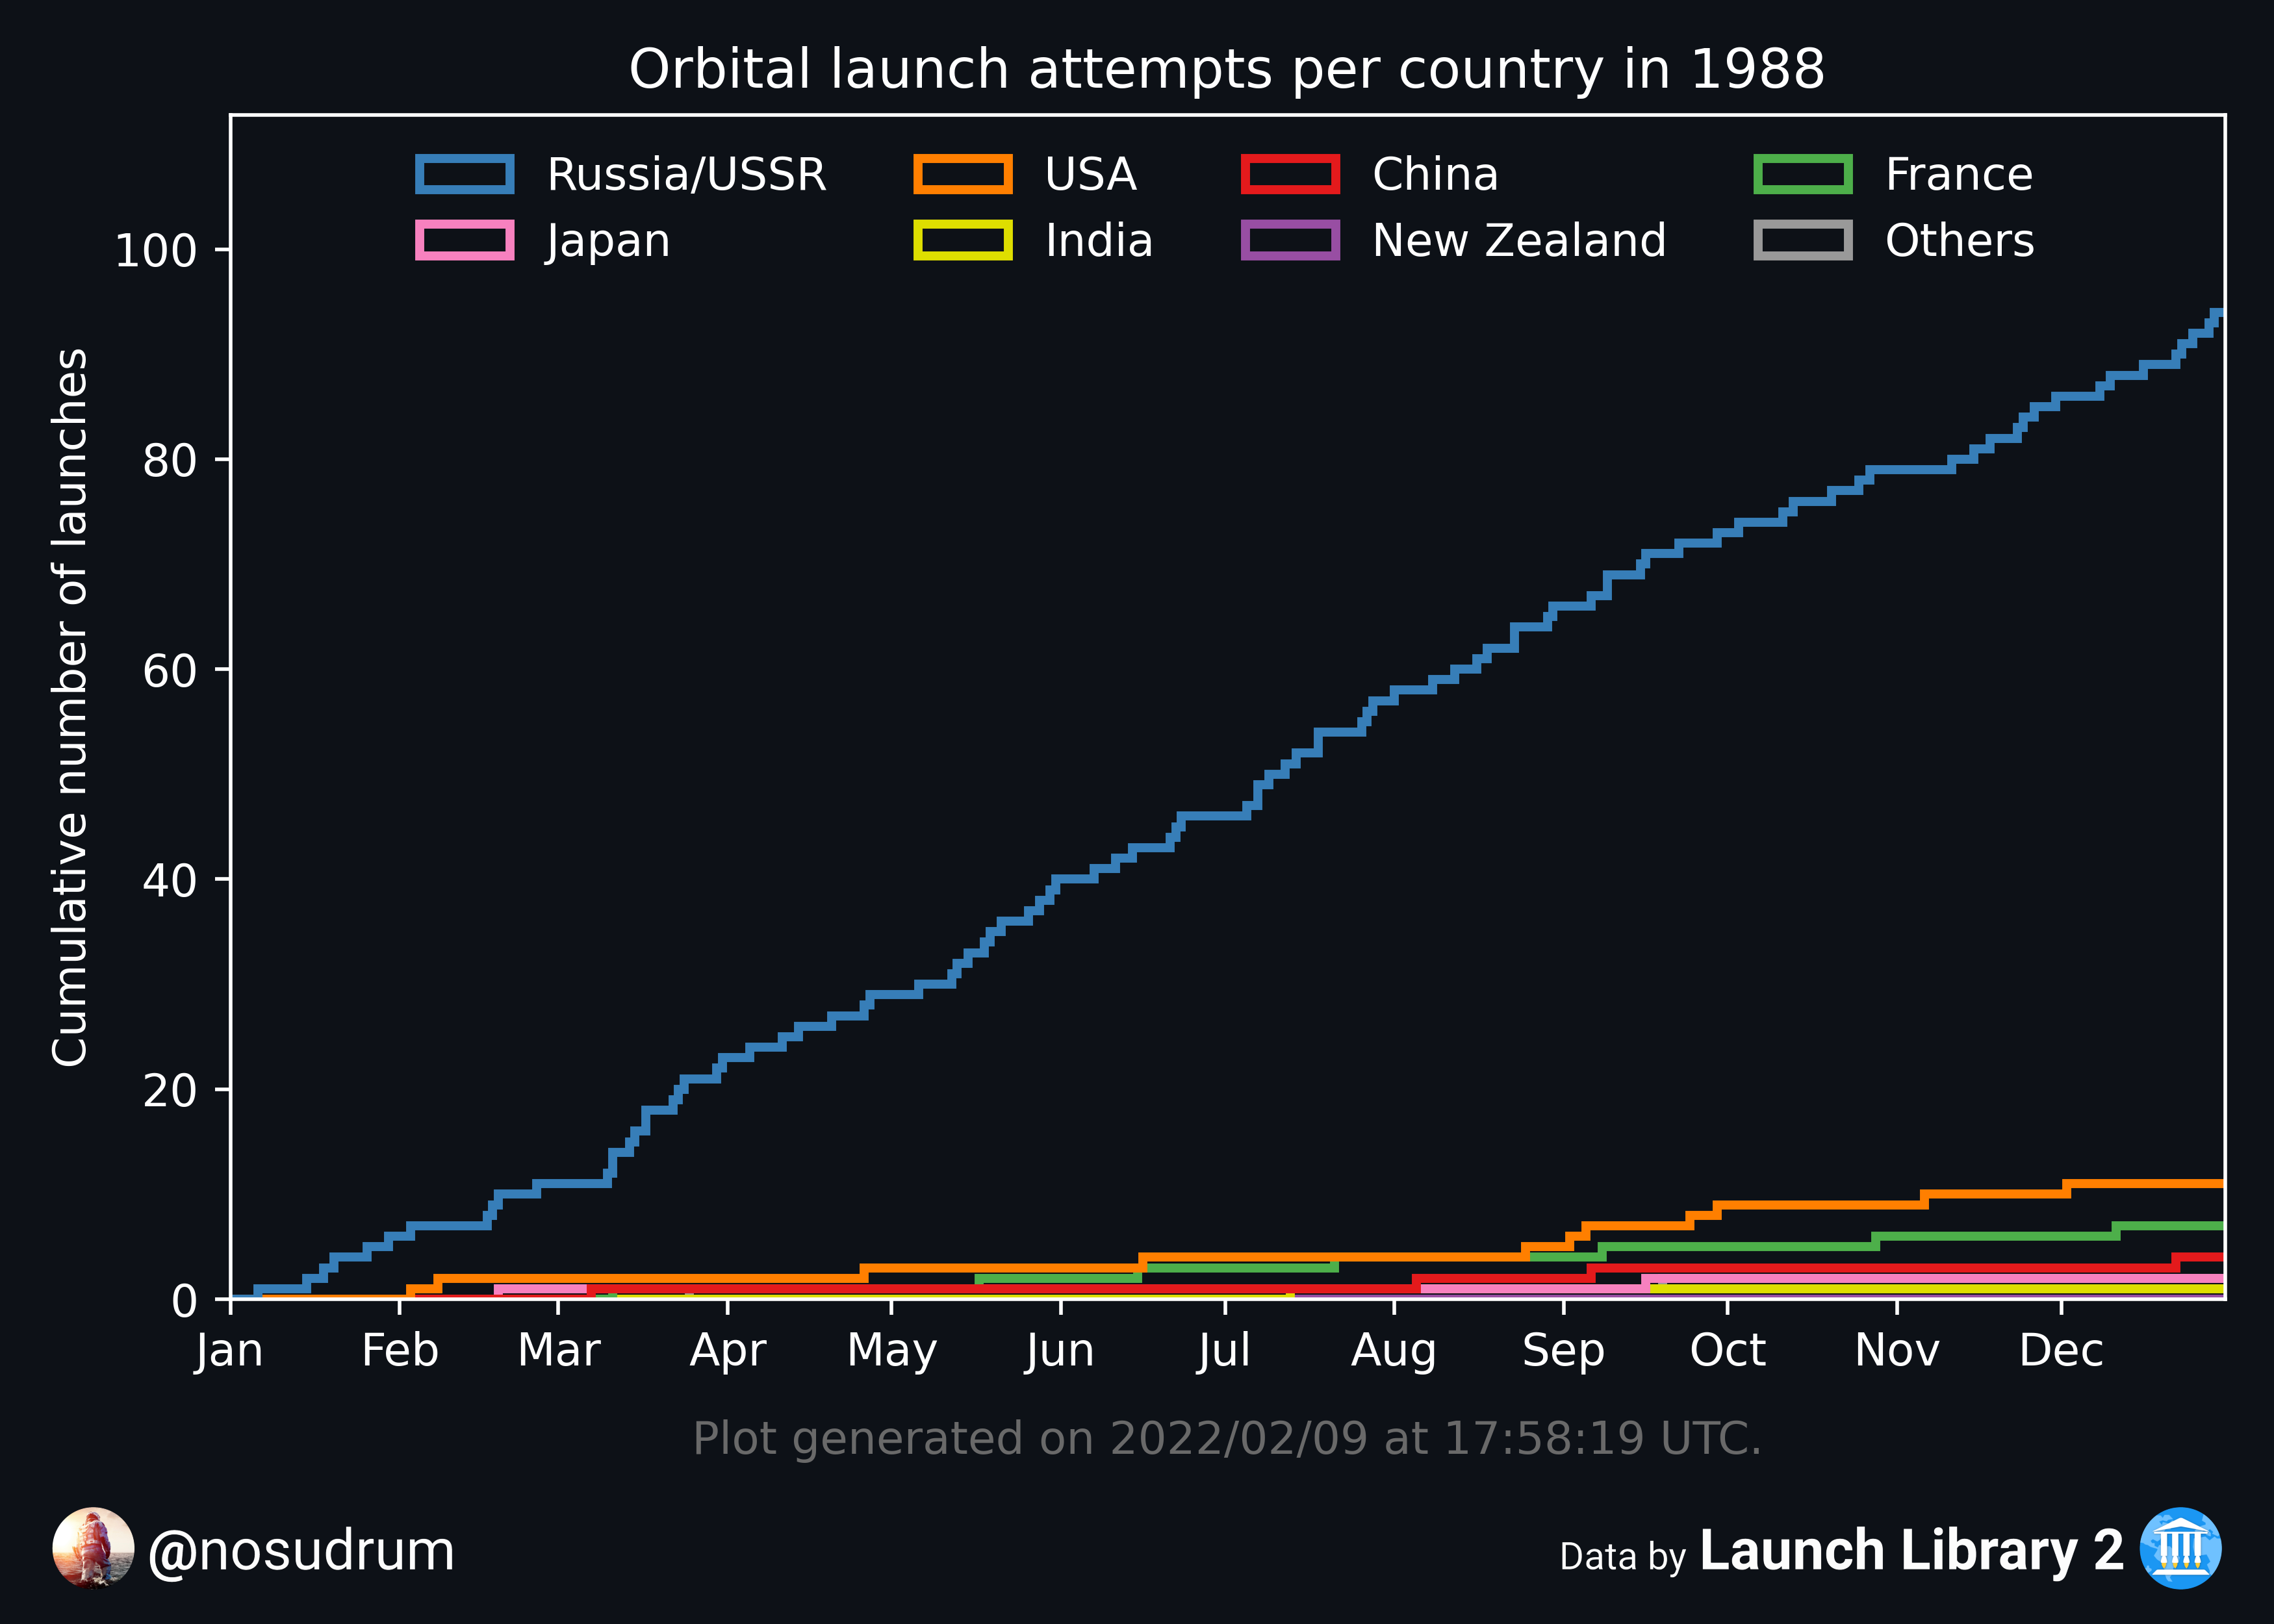 Orbital launch attempts per country in 1988
Russia/USSR USA China France
Japan India New Zealand Others
Cumulative number of launches
100
80
60
40
20
0
Jan Feb Mar Apr May Jun Jul Aug Sep Oct Nov Dec
Plot generated on 2022/02/09 at 17:58:19 UTC.
@nosudrum
Data by Launch Library 2